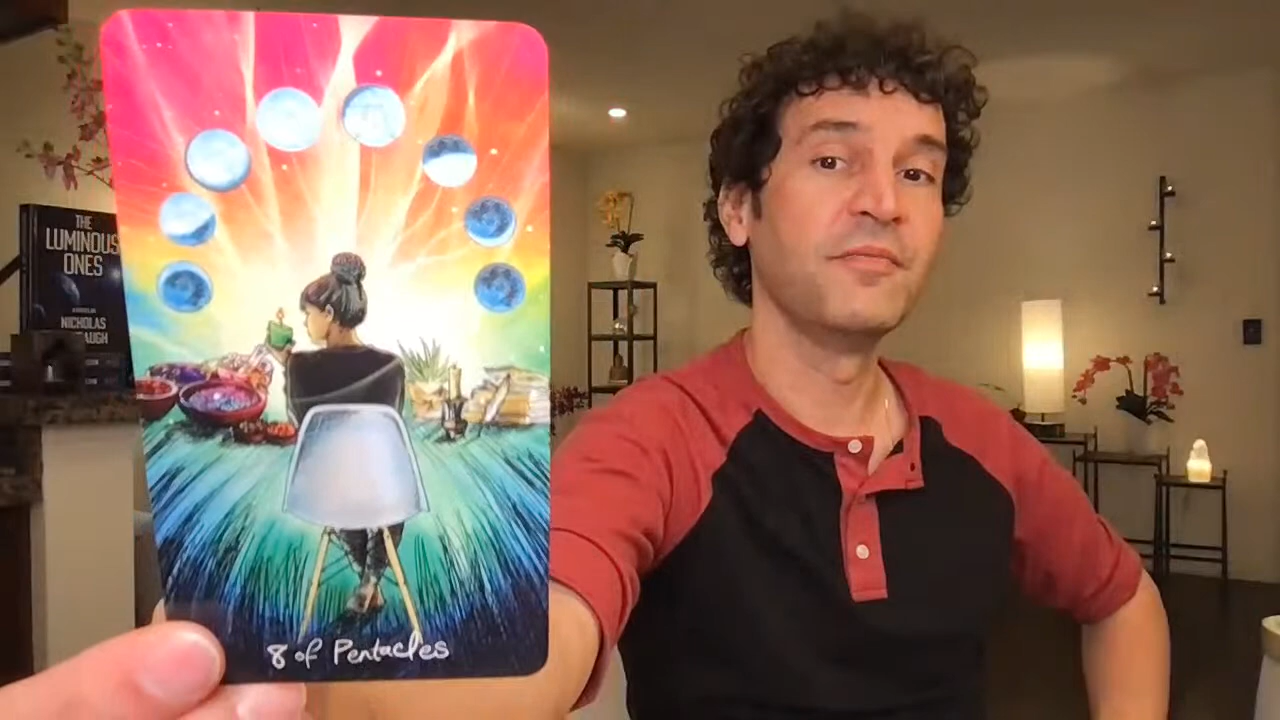 THE
LUMINOUS
ONES
NICHOLAS
8 of Pentacles